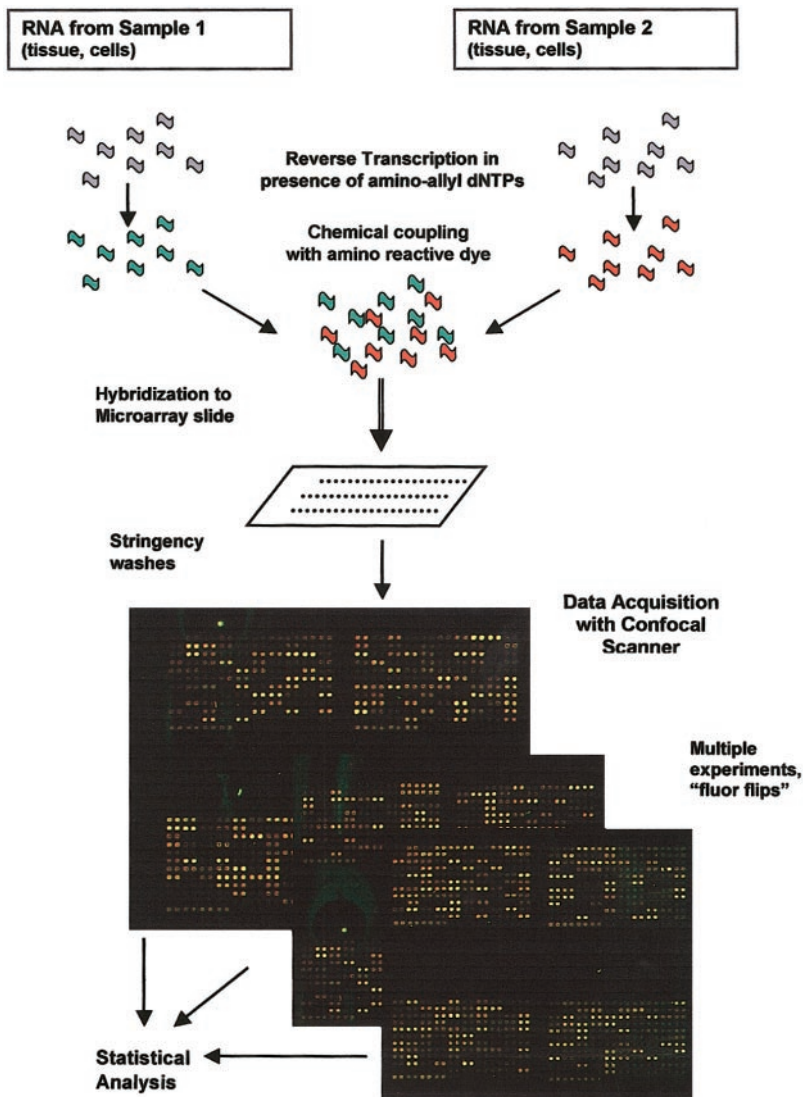 RNA from Sample 1
(tissue, cells)
RNA from Sample 2
(tissue, cells)
Reverse Transcription in
presence of amino-allyl dNTPs
Chemical coupling
with amino reactive dye
Hybridization to
Microarray slide
Stringency
washes
Data Acquisition
with Confocal
Scanner
Multiple
experiments,
“fluor flips”
Statistical
Analysis